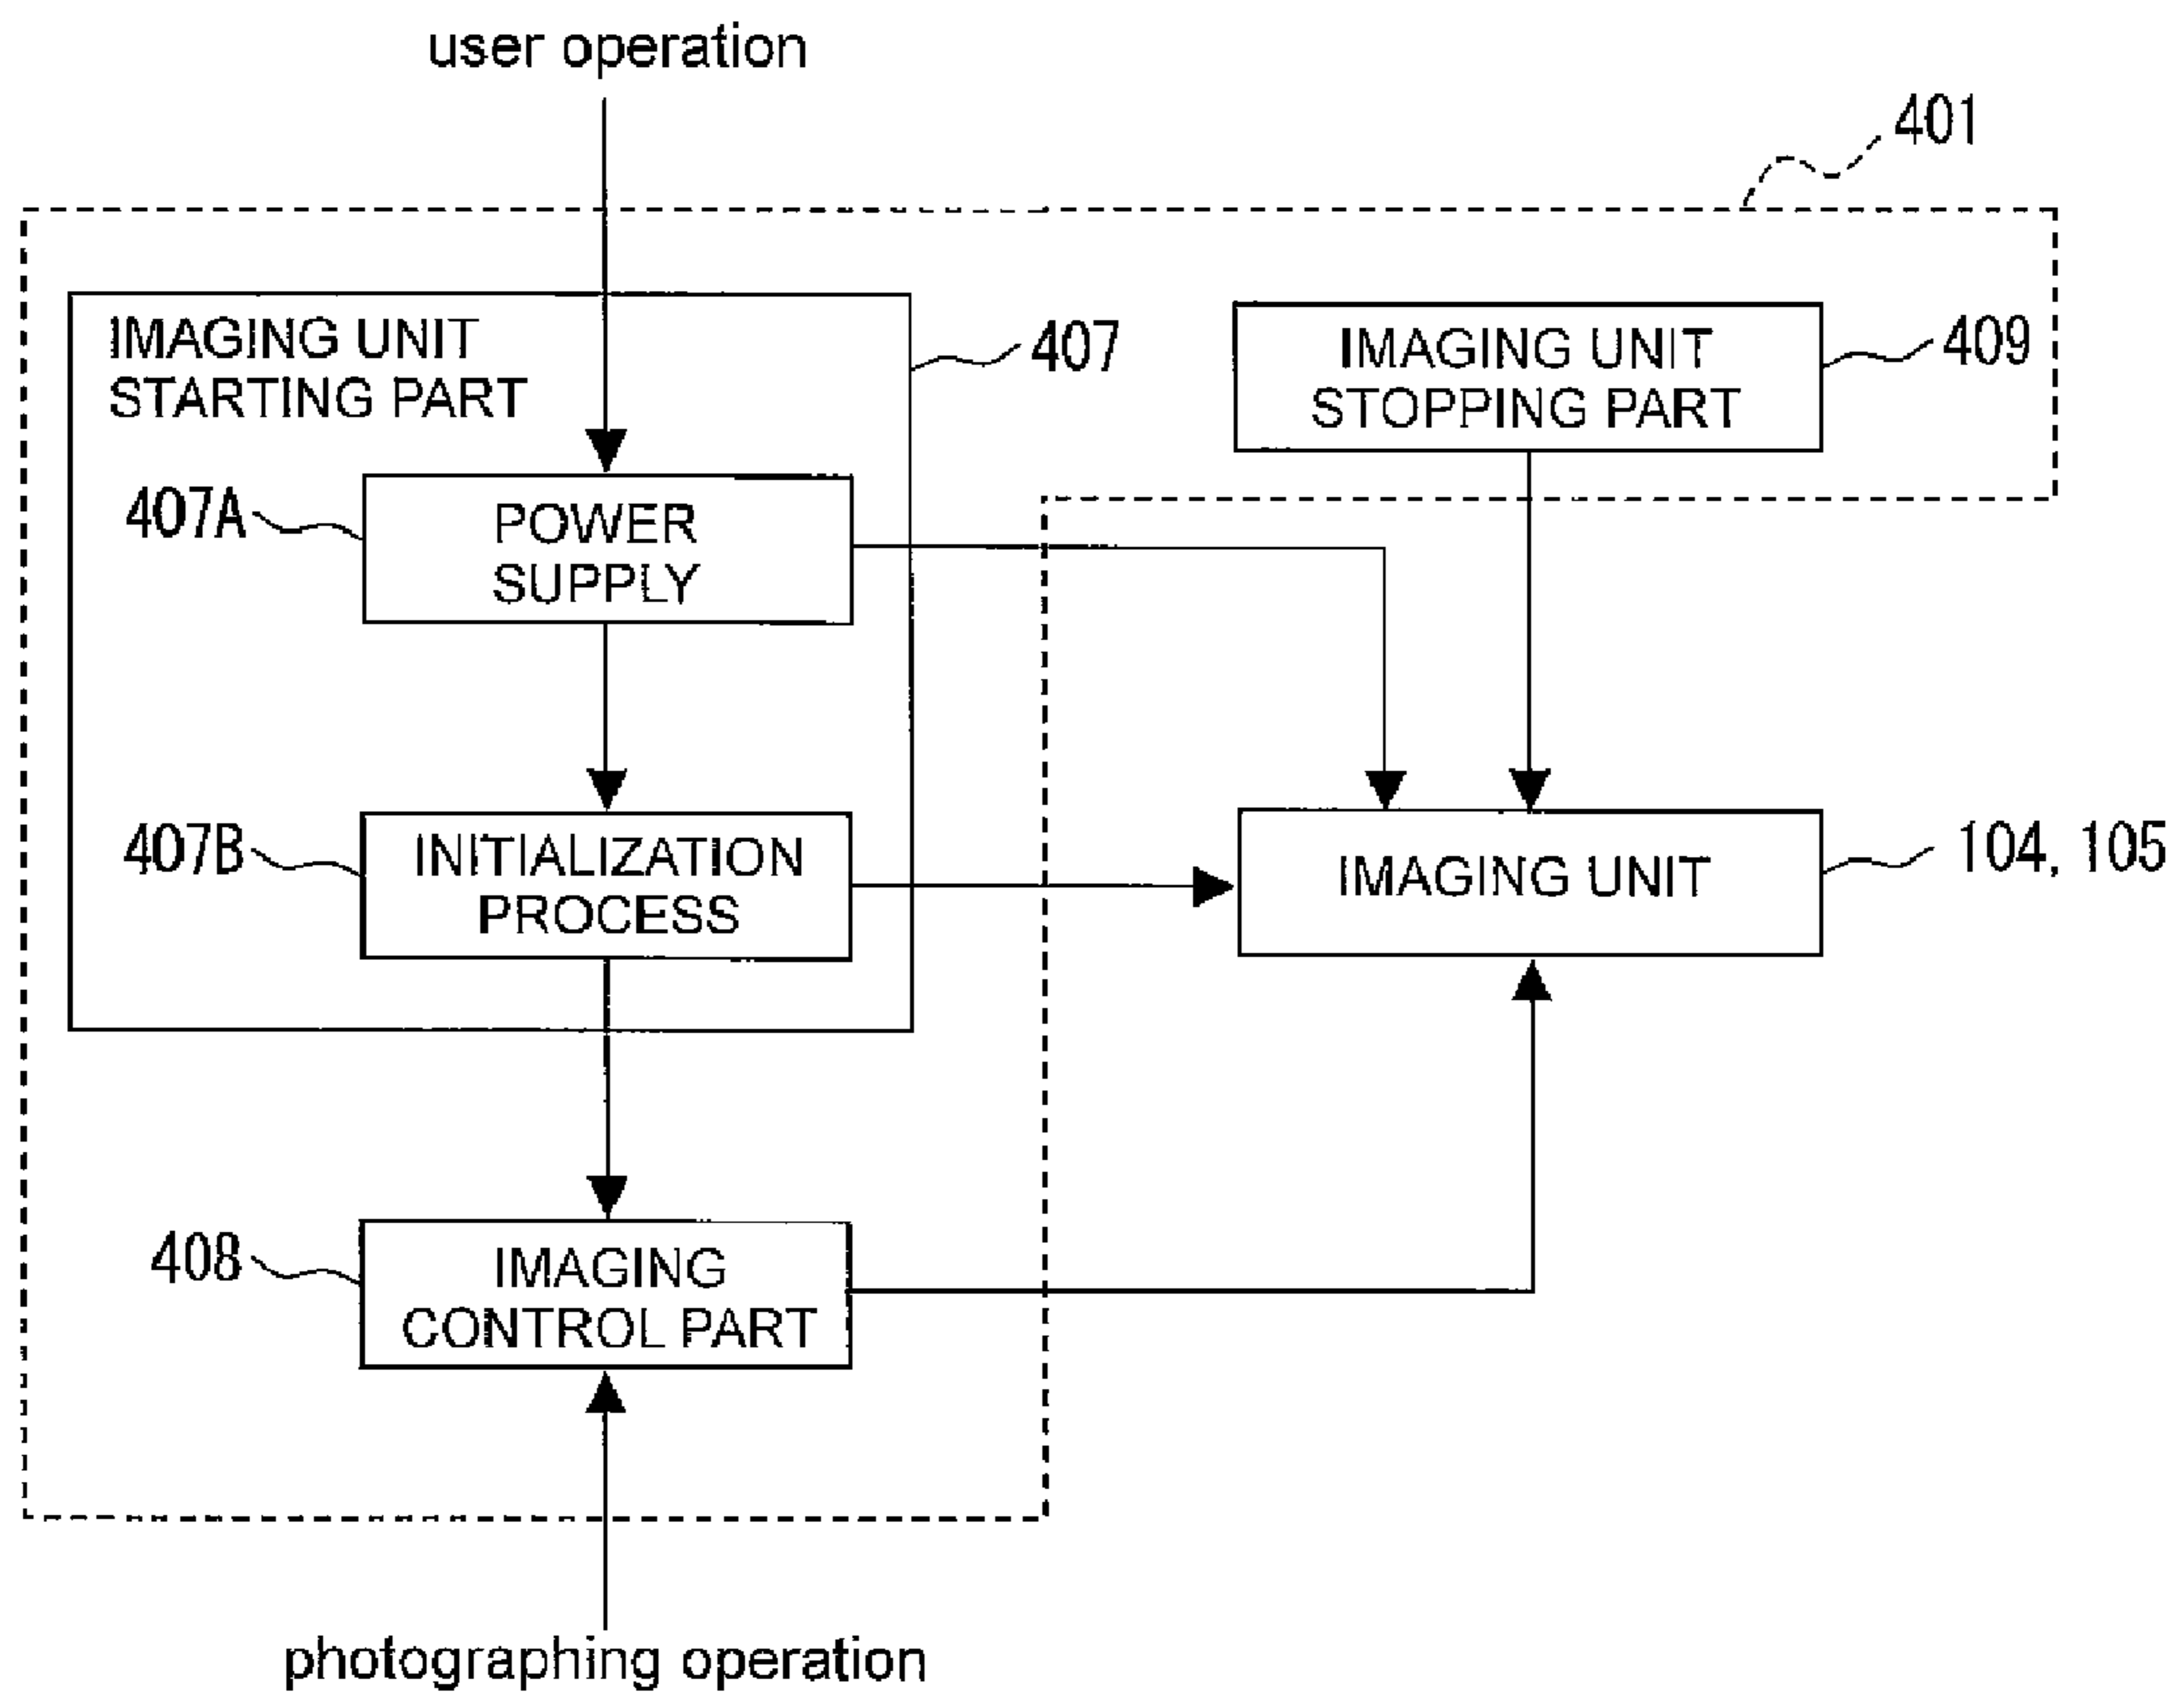 user operation
401
IMAGING UNIT
STARTING PART
407
IMAGING UNIT
STOPPING PART
409
407A
POWER
SUPPLY
407B
INITIALIZATION
PROCESS
IMAGING UNIT
104, 105
408
IMAGING
CONTROL PART
photographing operation